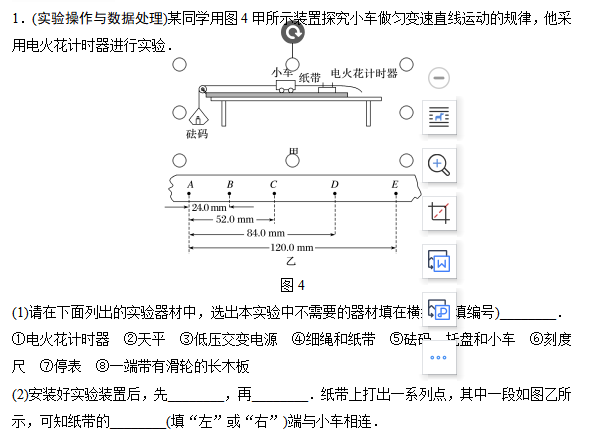 1．(实验操作与数据处理)某同学用图 4 甲所示装置探究小车做匀变速直线运动的规律，他采
用电火花计时器进行实验．
小车 纸带 电火花计时器
砝码
甲
A B C D E
24.0 mm
52.0 mm
84.0 mm
120.0 mm
乙
图 4
(1)请在下面列出的实验器材中，选出本实验中不需要的器材填在横 填编号)________．
①电火花计时器 ②天平 ③低压交变电源 ④细绳和纸带 ⑤砝码、托盘和小车 ⑥刻度
尺 ⑦停表 ⑧一端带有滑轮的长木板
(2)安装好实验装置后，先________，再________．纸带上打出一系列点，其中一段如图乙所
示，可知纸带的________(填“左”或“右”)端与小车相连．